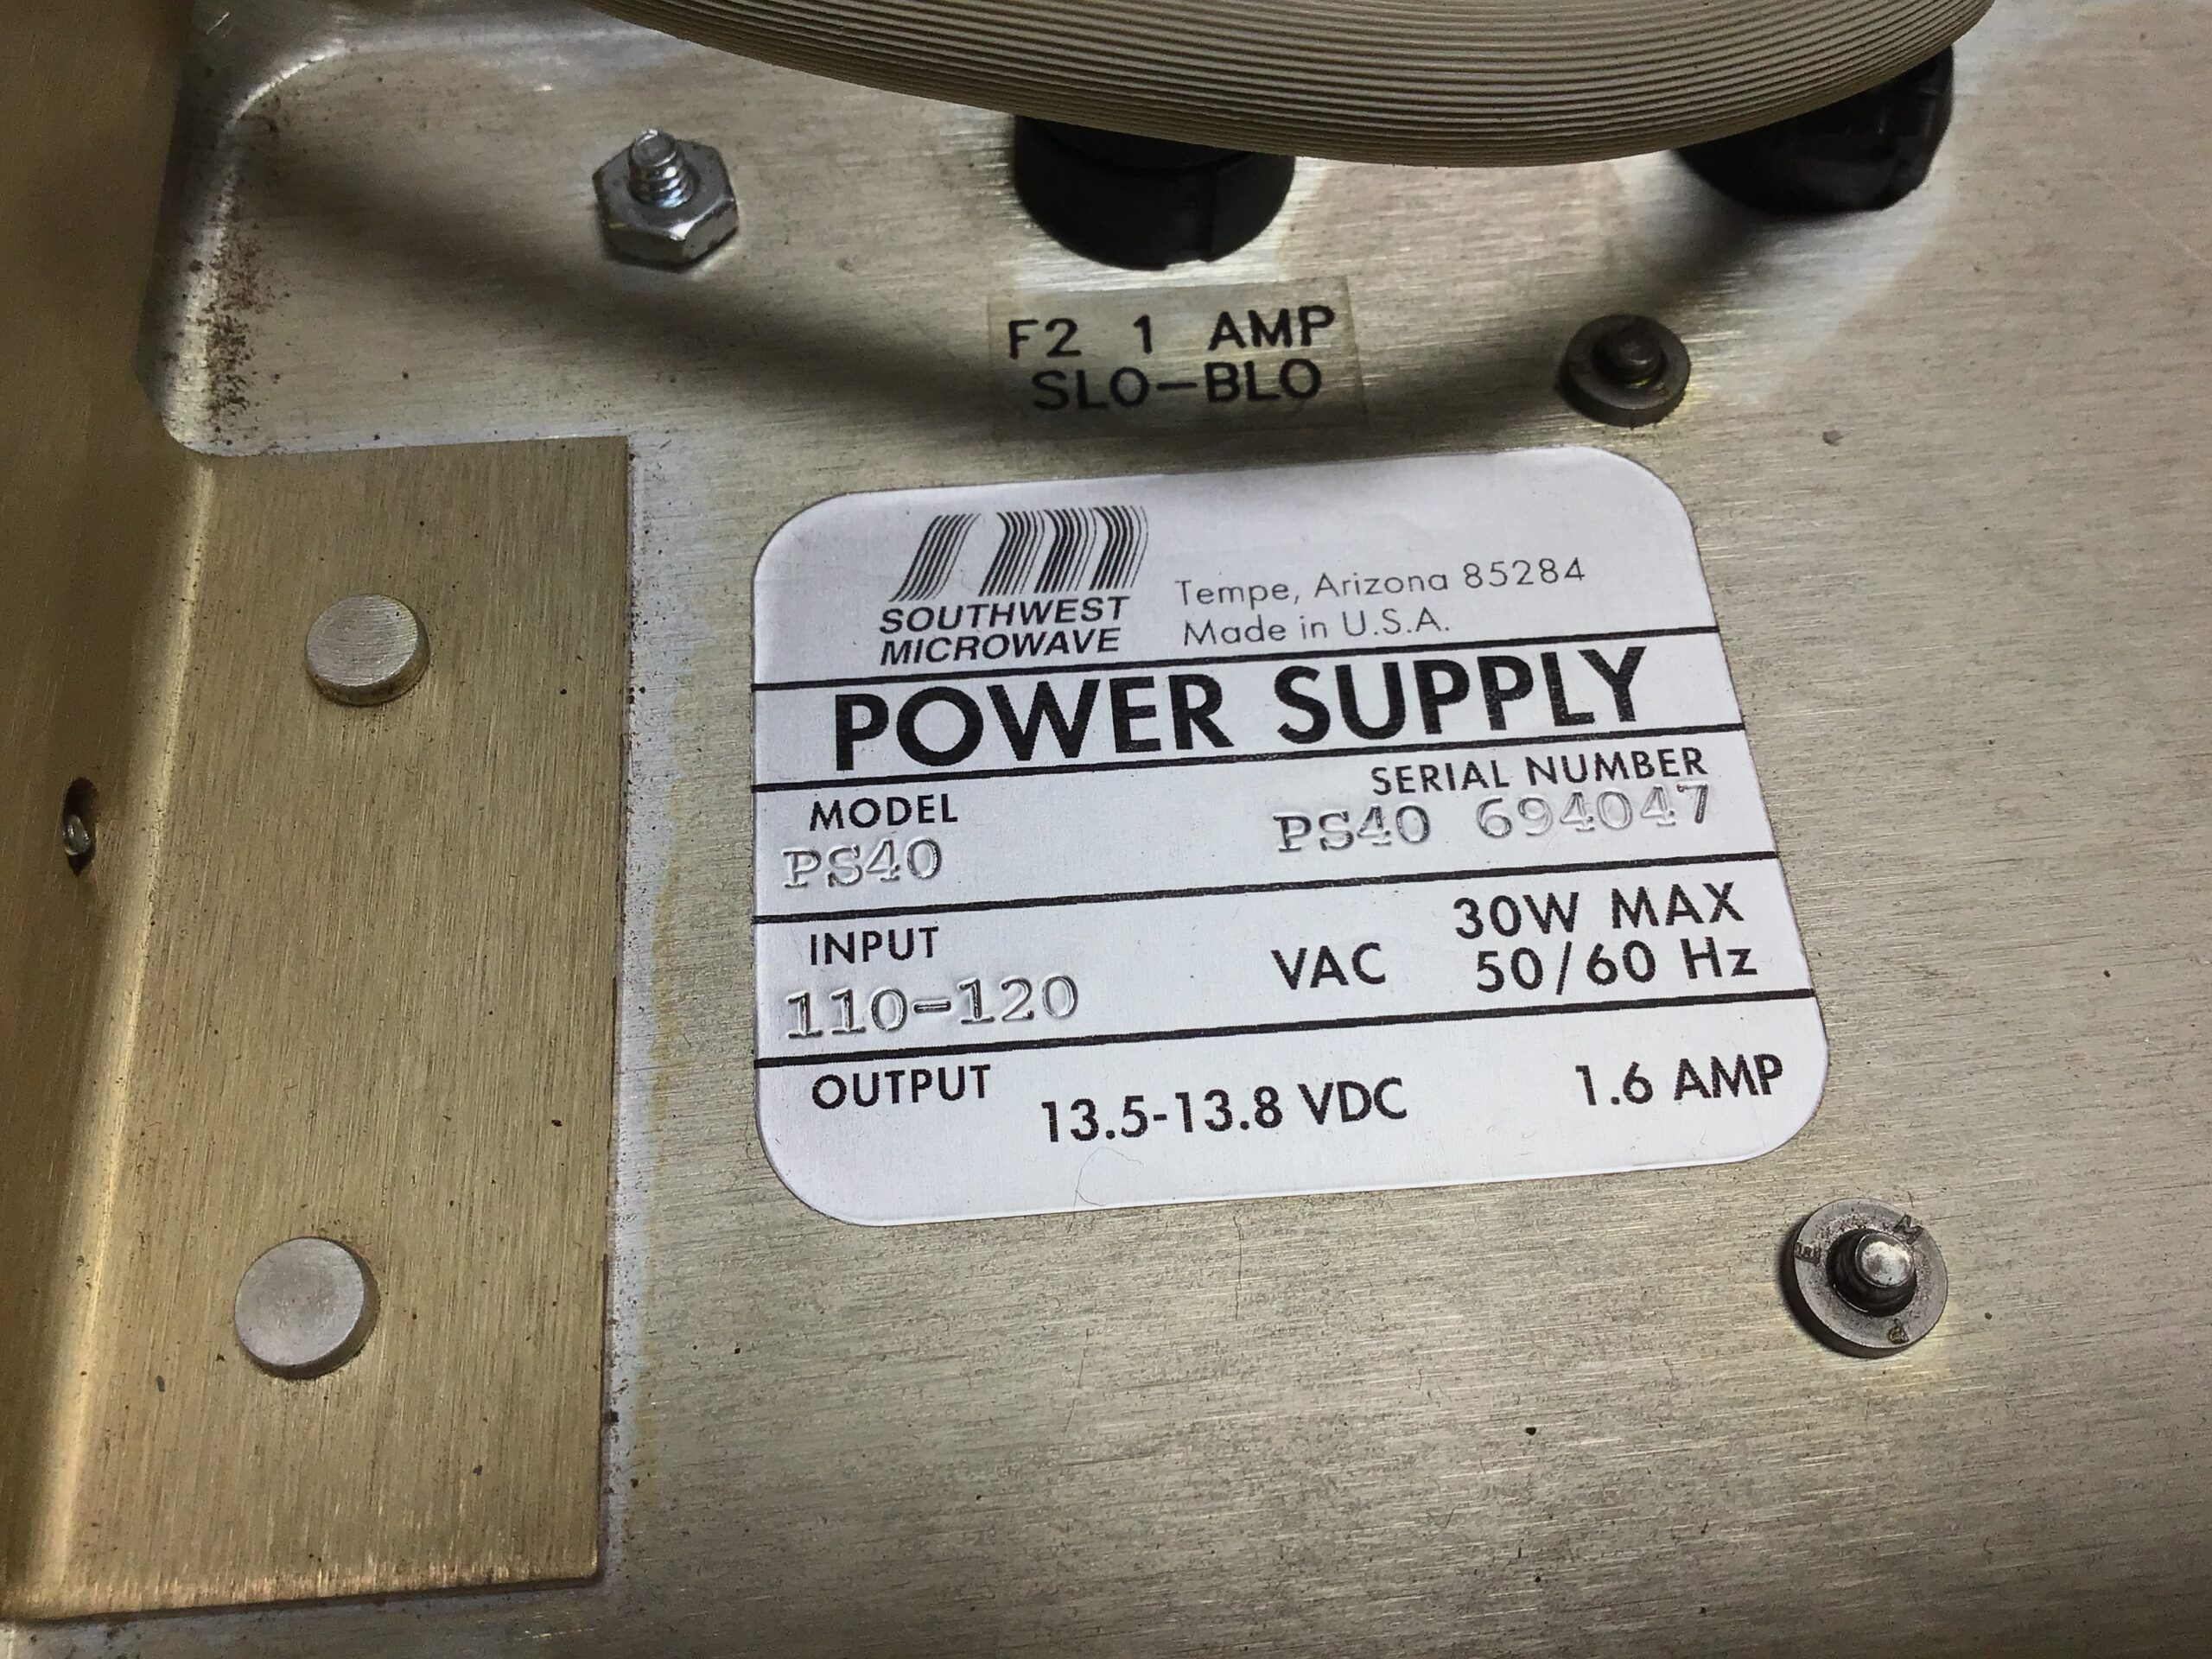 F2 1 AMP
SLO-BLO
SOUTHWEST
MICROWAVE
Tempe, Arizona 85284
Made in U.S.A.
POWER SUPPLY
MODEL
PS40
SERIAL NUMBER
PS40 694047
INPUT
110-120
VAC
30W MAX
50/60 Hz
OUTPUT
13.5-13.8 VDC
1.6 AMP